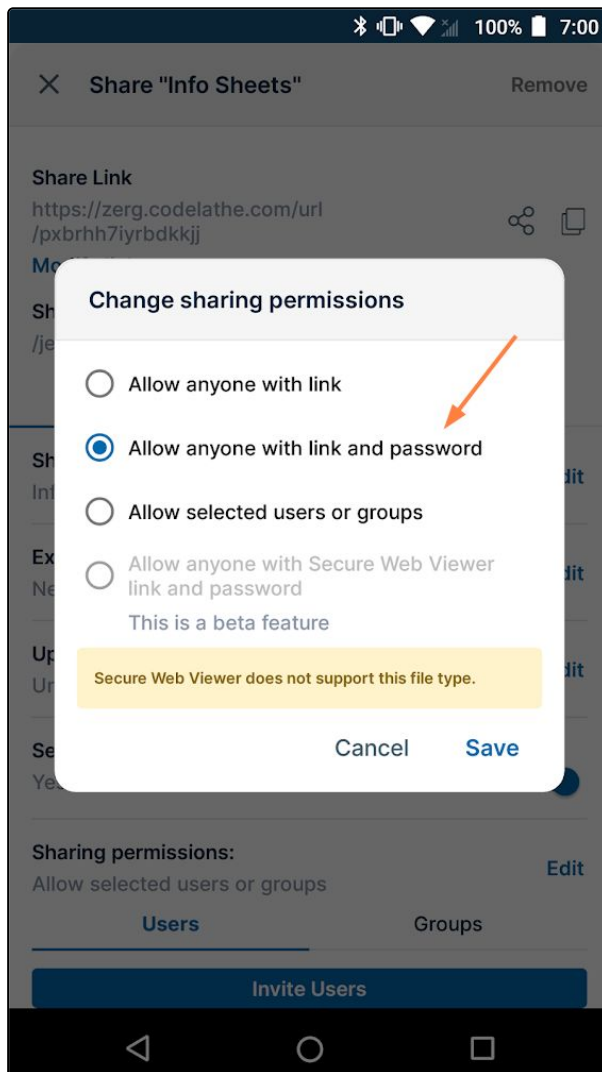 100% 7:00
Share "Info Sheets" Remove
Share Link
https://zerg.codelathe.com/url
/pxbrhh7iyrbdkkjj
Change sharing permissions
/je
Allow anyone with link
Allow anyone with link and password
Allow selected users or groups
Allow anyone with Secure Web Viewer
link and password
This is a beta feature
Secure Web Viewer does not support this file type.
Cancel Save
Sharing permissions:
Edit
Allow selected users or groups
Users Groups
Invite Users